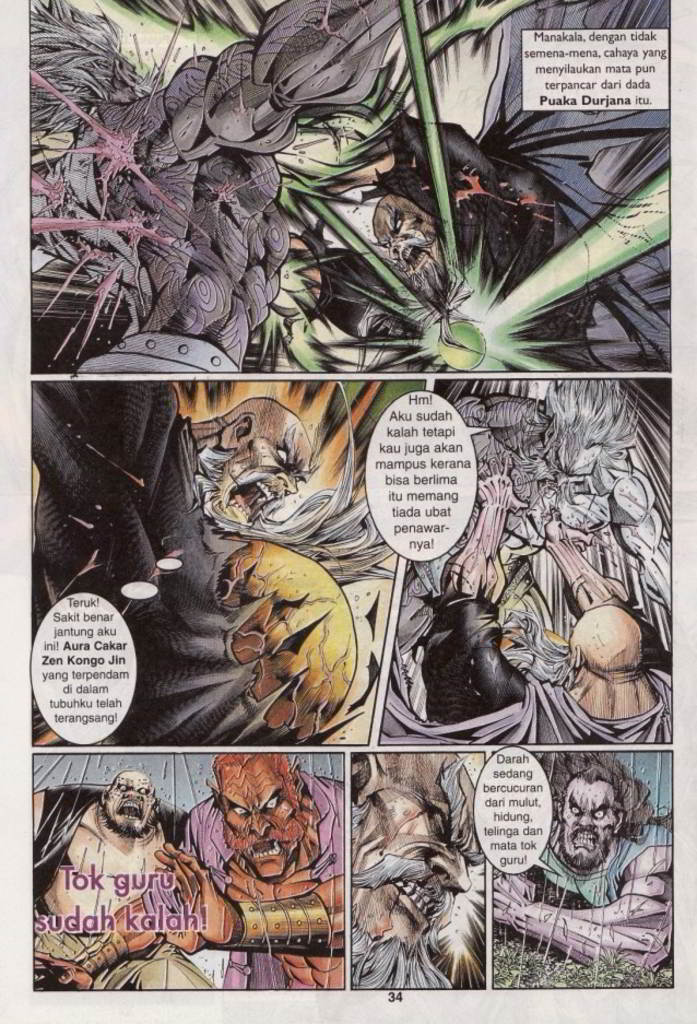 Manakala, dengan tidak
semena-mena, cahaya yang
menyilaukan mata pun
terpancar dari dada
Puaka Durjana itu.
Teruk!
Sakit benar
jantung aku
ini! Aura Cakar
Zen Kongo Jin
yang terpendam
di dalam
tubuhku telah
terangsang!
Hm!
Aku sudah
kalah tetapi
kau juga akan
mampus kerana
bisa berlima
itu memang
tiada ubat
penawar-
nya!
Tok guru
sudah kalah!
Darah
sedang
bercucuran
dari mulut,
hidung,
telinga dan
mata tok
guru!
34